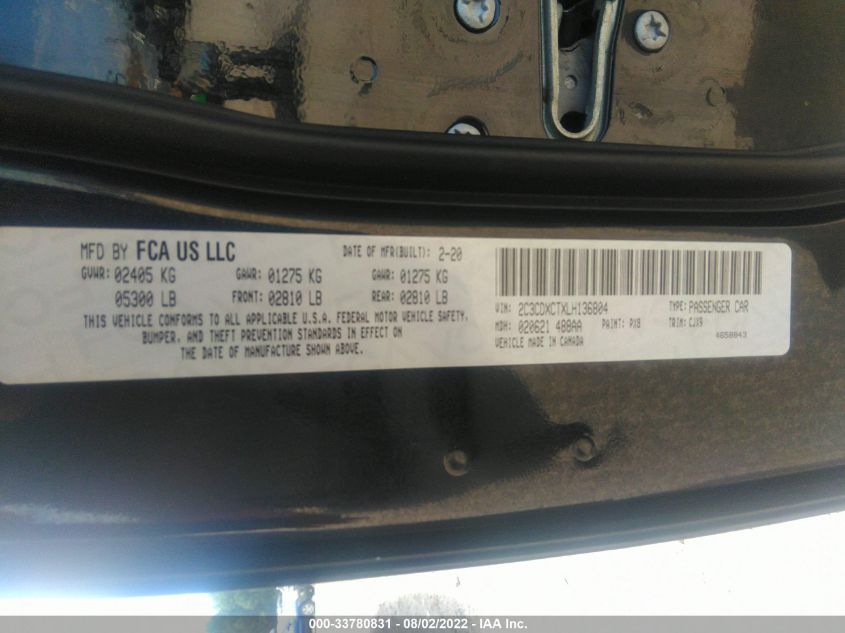 MFD BY FCA US LLC DATE OF MFR(BUILT): 2-20
GVWR: 02405 KG GAWR: 01275 KG GAWR: 01275 KG
05300 LB FRONT: 02810 LB REAR: 02810 LB
THIS VEHICLE CONFORMS TO ALL APPLICABLE U.S.A. FEDERAL MOTOR VEHICLE SAFETY,
BUMPER, AND THEFT PREVENTION STANDARDS IN EFFECT ON
THE DATE OF MANUFACTURE SHOWN ABOVE.
VIN: 2C3CDXCTXLH136804 TYPE: PASSENGER CAR
MDH: 020621 488AA PAINT: PX8 TRIM: CJX9
VEHICLE MADE IN CANADA 4658843
000-33780831 - 08/02/2022 - IAA Inc.